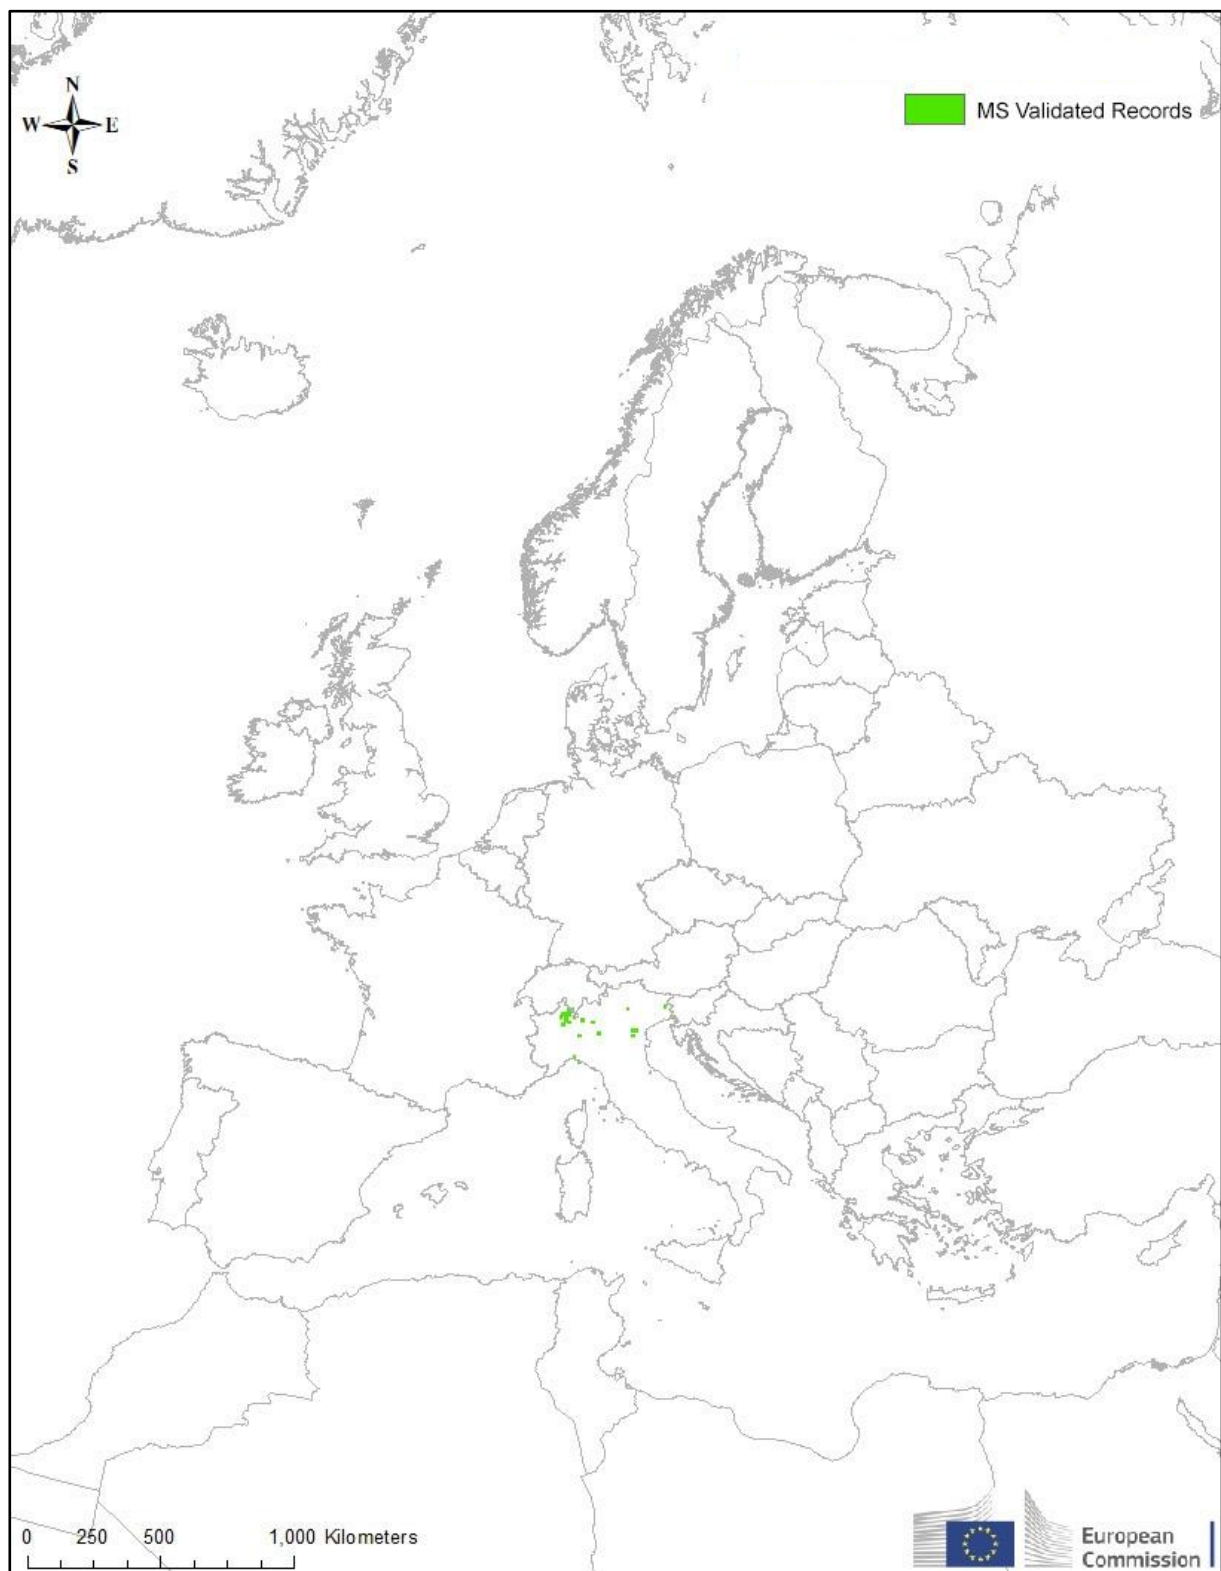 N
W E
S
MS Validated Records
0 250 500 1,000 Kilometers
European
Commission